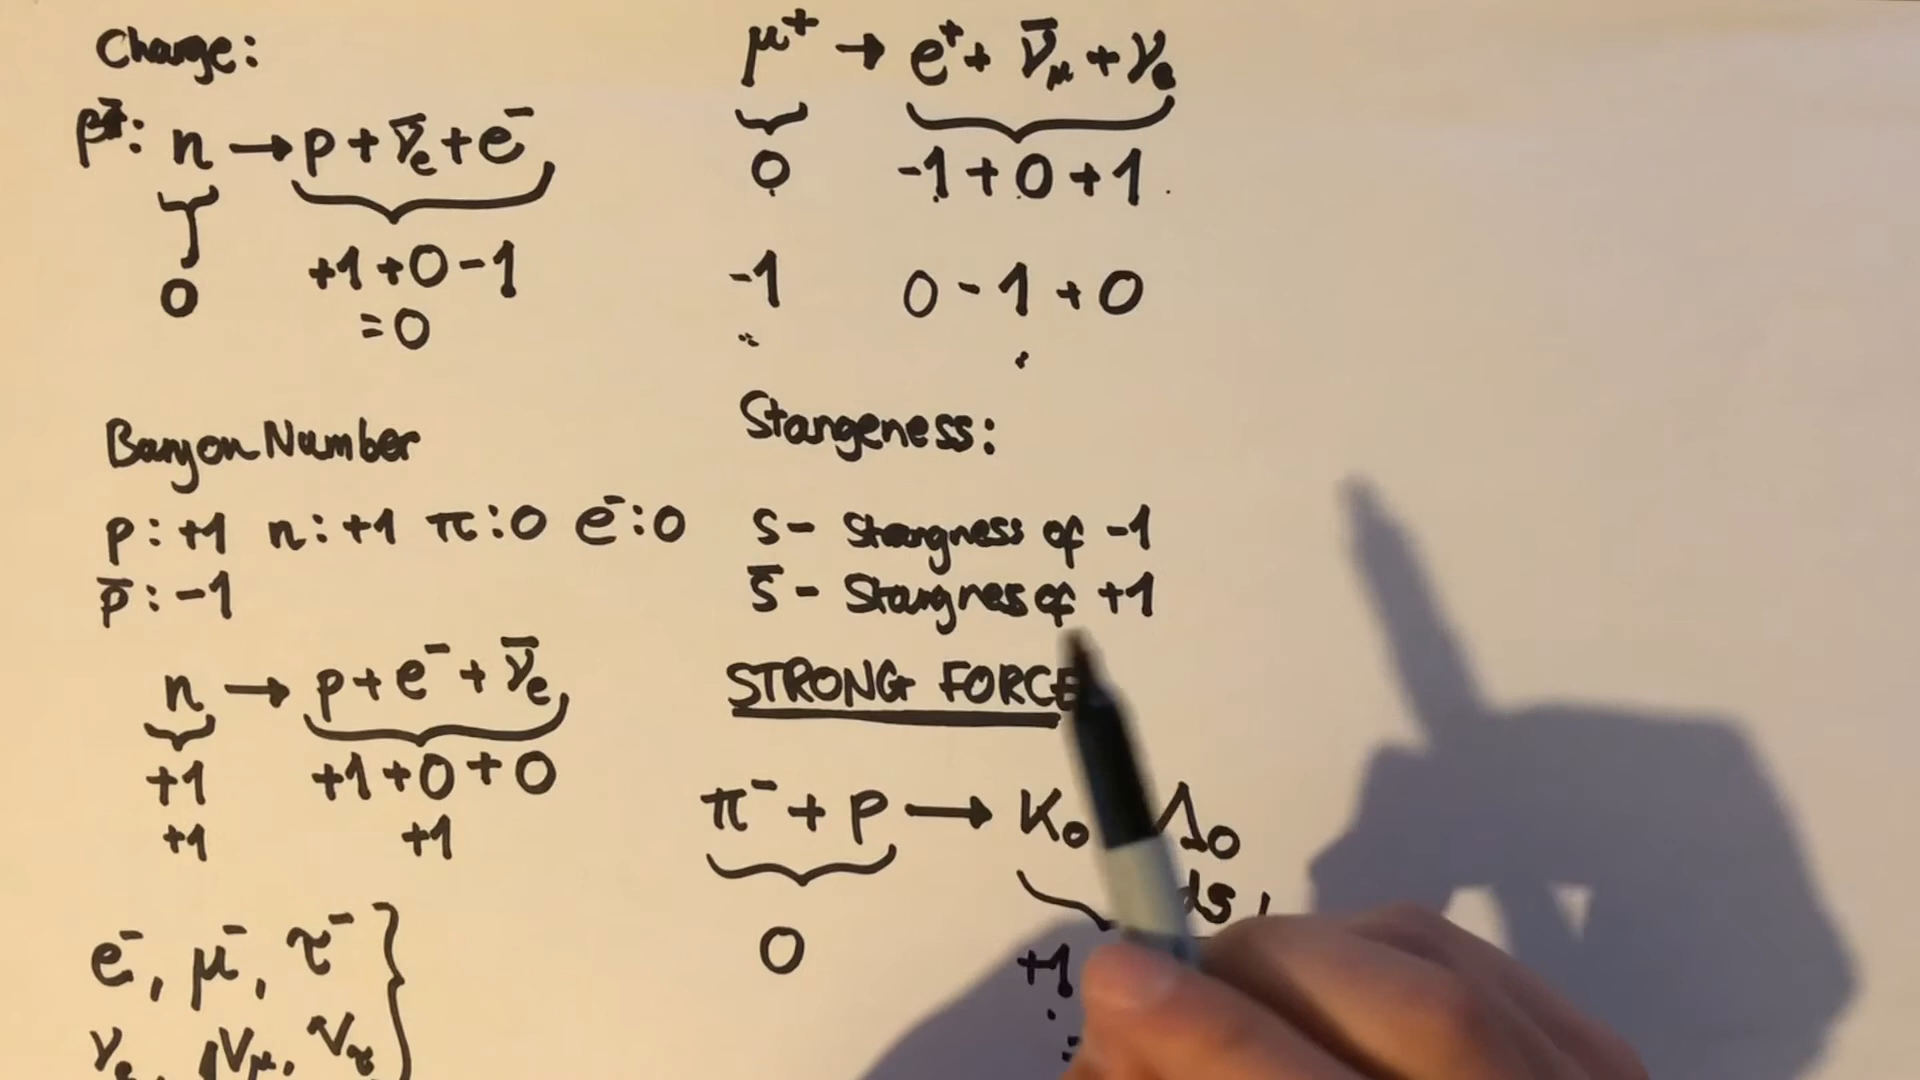 Charge:
n → p + ν̄e + e⁻
0 +1 + 0 - 1
= 0
Baryon Number
p : +1 n : +1 π : 0 e⁻ : 0
p̄ : -1
n → p + e⁻ + ν̄e
+1 +1 + 0 + 0
+1 +1
e⁻, μ⁻, τ⁻
νe, νμ, ντ
μ⁺ → e⁺ + ν̄μ + νe
0 -1 + 0 + 1
-1 0 - 1 + 0
Stangeness:
S - Strangness of -1
S̄ - Stangness of +1
STRONG FORCE
π⁻ + p → K₀ Λ₀
ds
0 +1